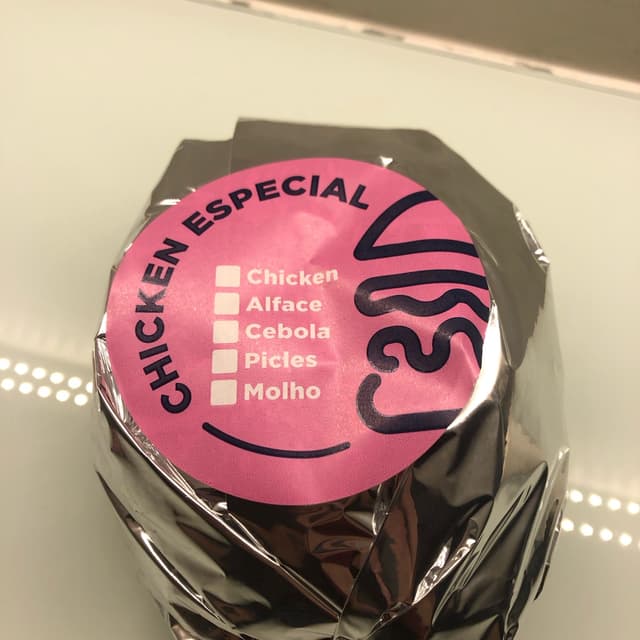 CHICKEN ESPECIAL
Chicken
Alface
Cebola
Picles
Molho